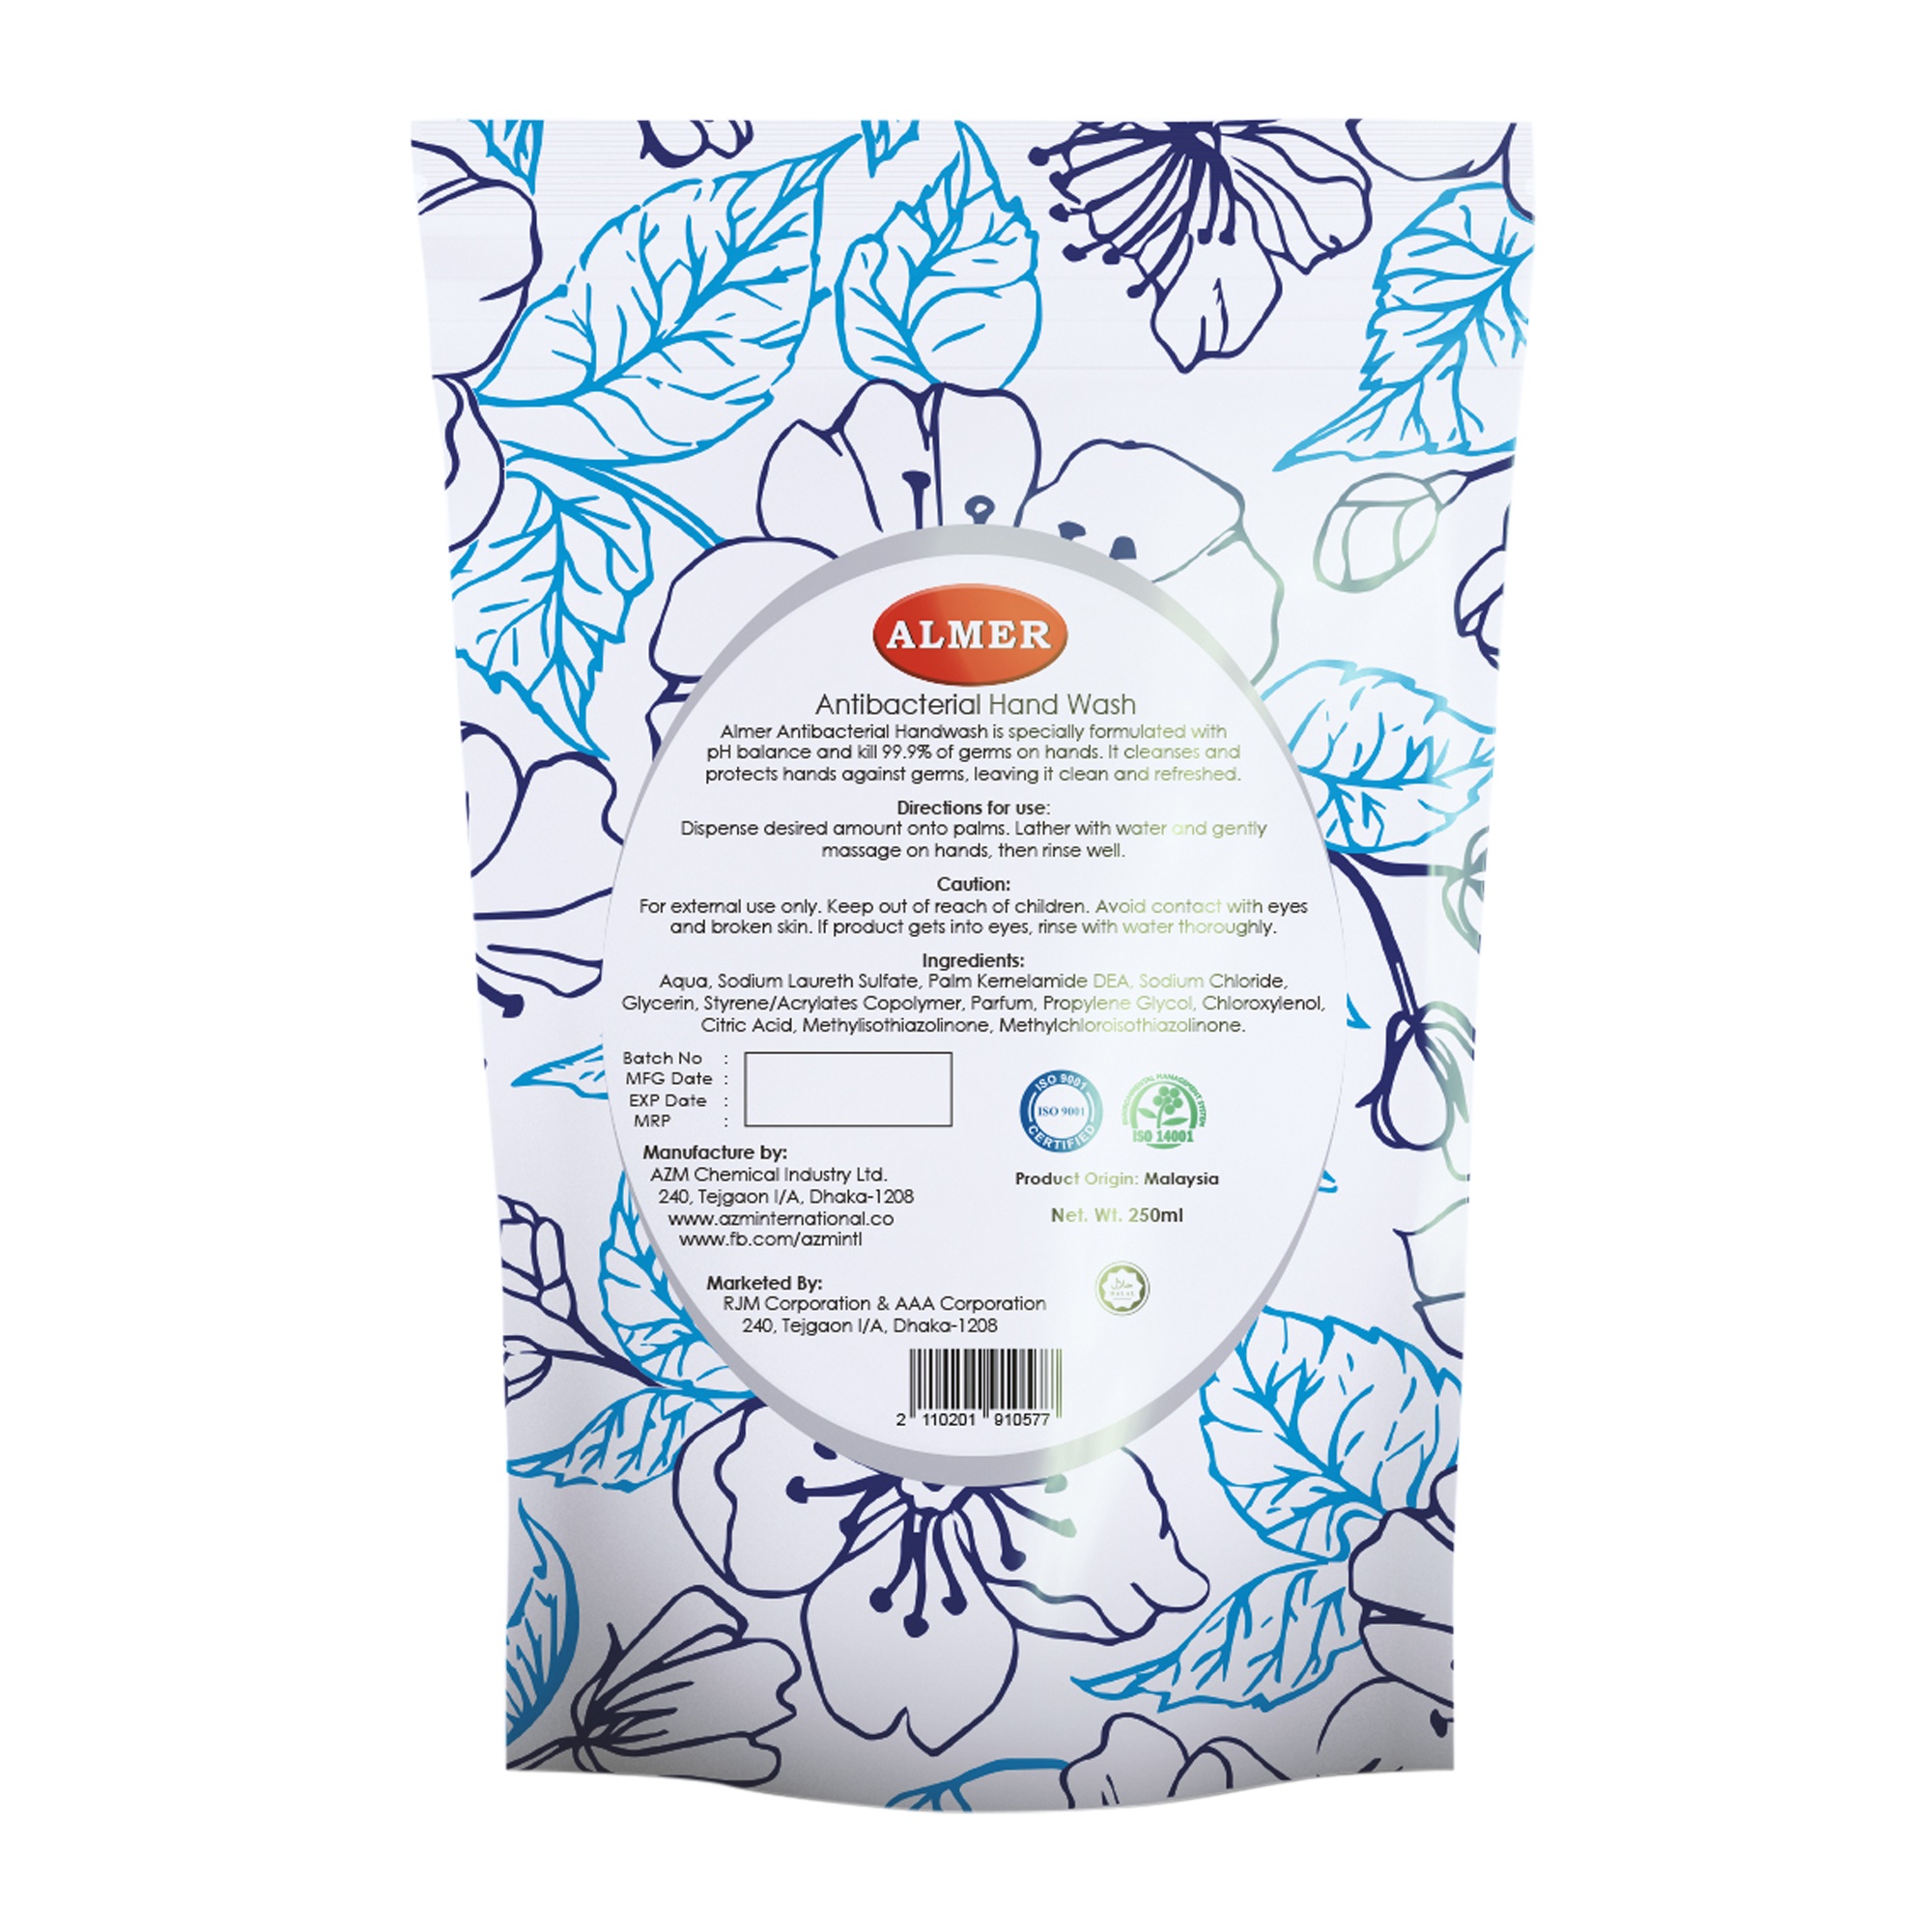 ALMER
Antibacterial Hand Wash
Almer Antibacterial Handwash is specially formulated with
pH balance and kill 99.9% of germs on hands. It cleanses and
protects hands against germs, leaving it clean and refreshed.
Directions for use:
Dispense desired amount onto palms. Lather with water and gently
massage on hands, then rinse well.
Caution:
For external use only. Keep out of reach of children. Avoid contact with eyes
and broken skin. If product gets into eyes, rinse with water thoroughly.
Ingredients:
Aqua, Sodium Laureth Sulfate, Palm Kernelamide DEA, Sodium Chloride,
Glycerin, Styrene/Acrylates Copolymer, Parfum, Propylene Glycol, Chloroxylenol,
Citric Acid, Methylisothiazolinone, Methylchloroisothiazolinone.
Batch No :
MFG Date :
EXP Date :
MRP :
ISO 9001
ISO 9001
CERTIFIED
ENVIRONMENTAL MANAGEMENT SYSTEM
ISO 14001
Manufacture by:
AZM Chemical Industry Ltd.
240, Tejgaon I/A, Dhaka-1208
www.azminternational.co
www.fb.com/azmintl
Product Origin: Malaysia
Net. Wt. 250ml
Marketed By:
RJM Corporation & AAA Corporation
240, Tejgaon I/A, Dhaka-1208
حلال
HALAL
2 110201 910577